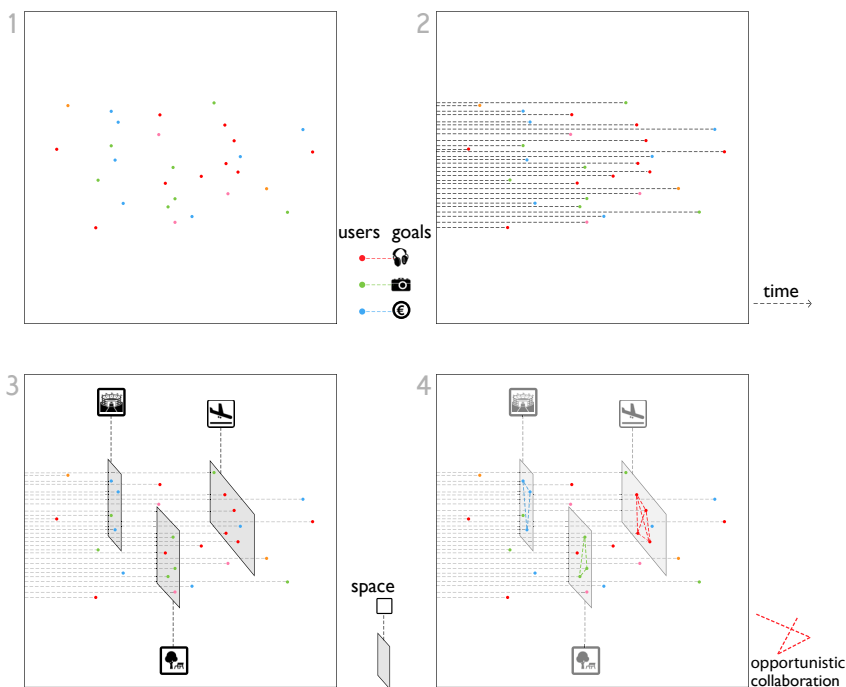 1
2
users goals
€
time
3
4
space
opportunistic
collaboration